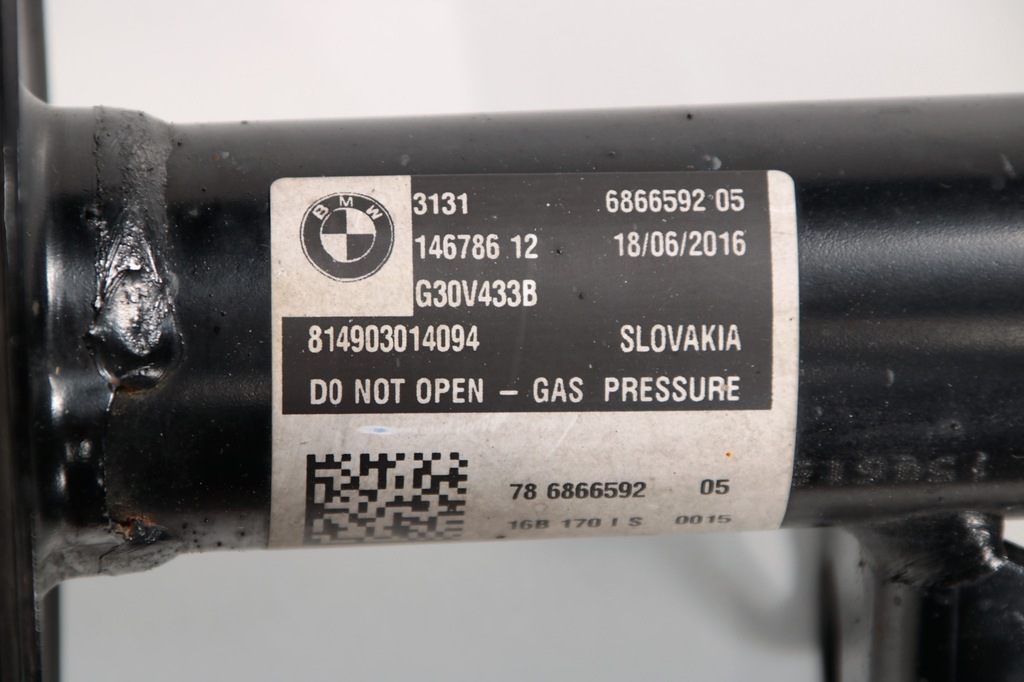 BMW
3131 6866592 05
146786 12 18/06/2016
G30V433B
814903014094 SLOVAKIA
DO NOT OPEN – GAS PRESSURE
78 6866592 05
16B 170 I S 0015